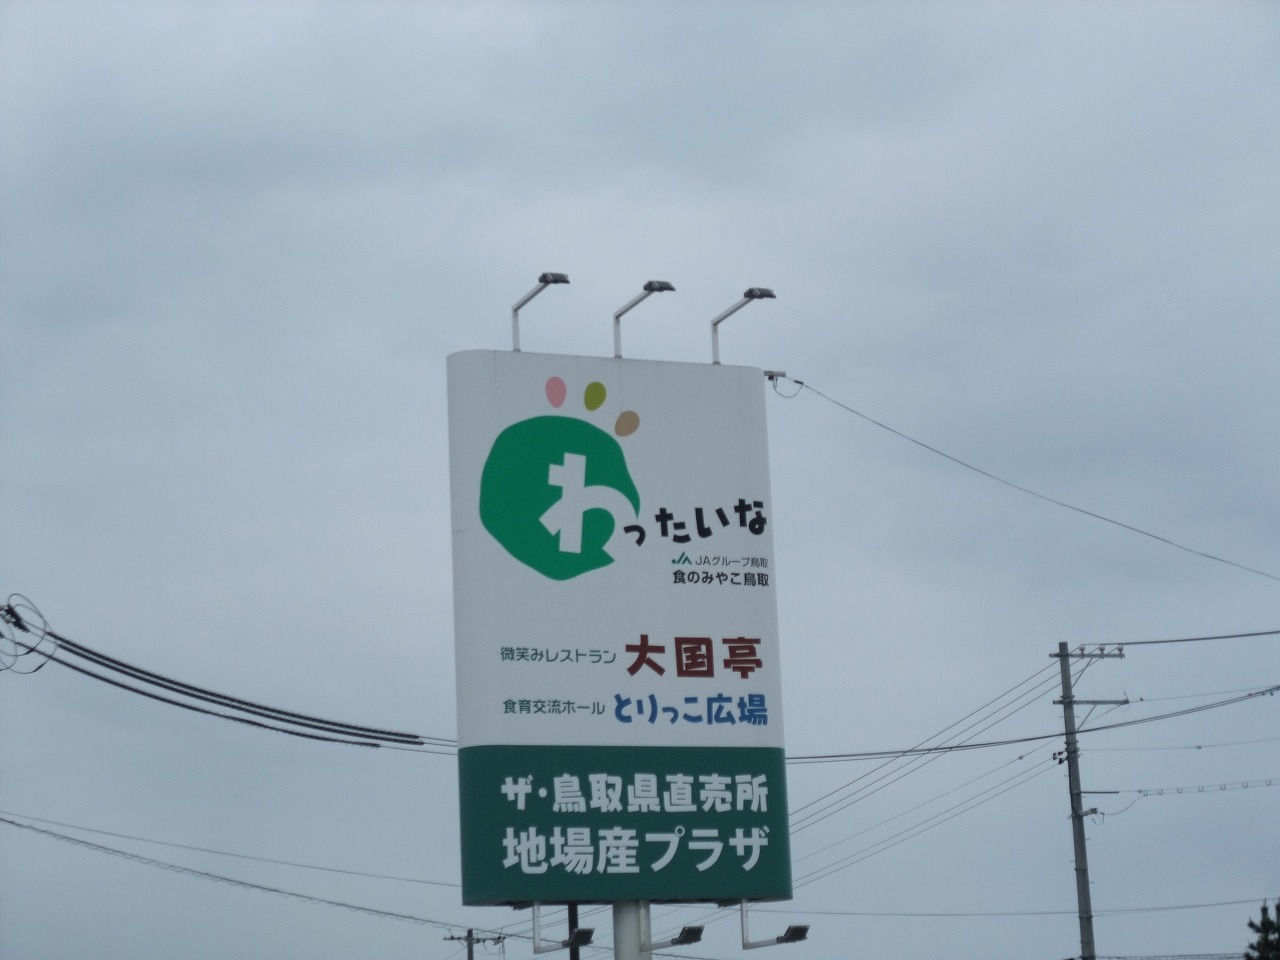 わったいな
JA JAグループ鳥取
食のみやこ鳥取
微笑みレストラン 大国亭
食育交流ホール とりっこ広場
ザ・鳥取県直売所
地場産プラザ